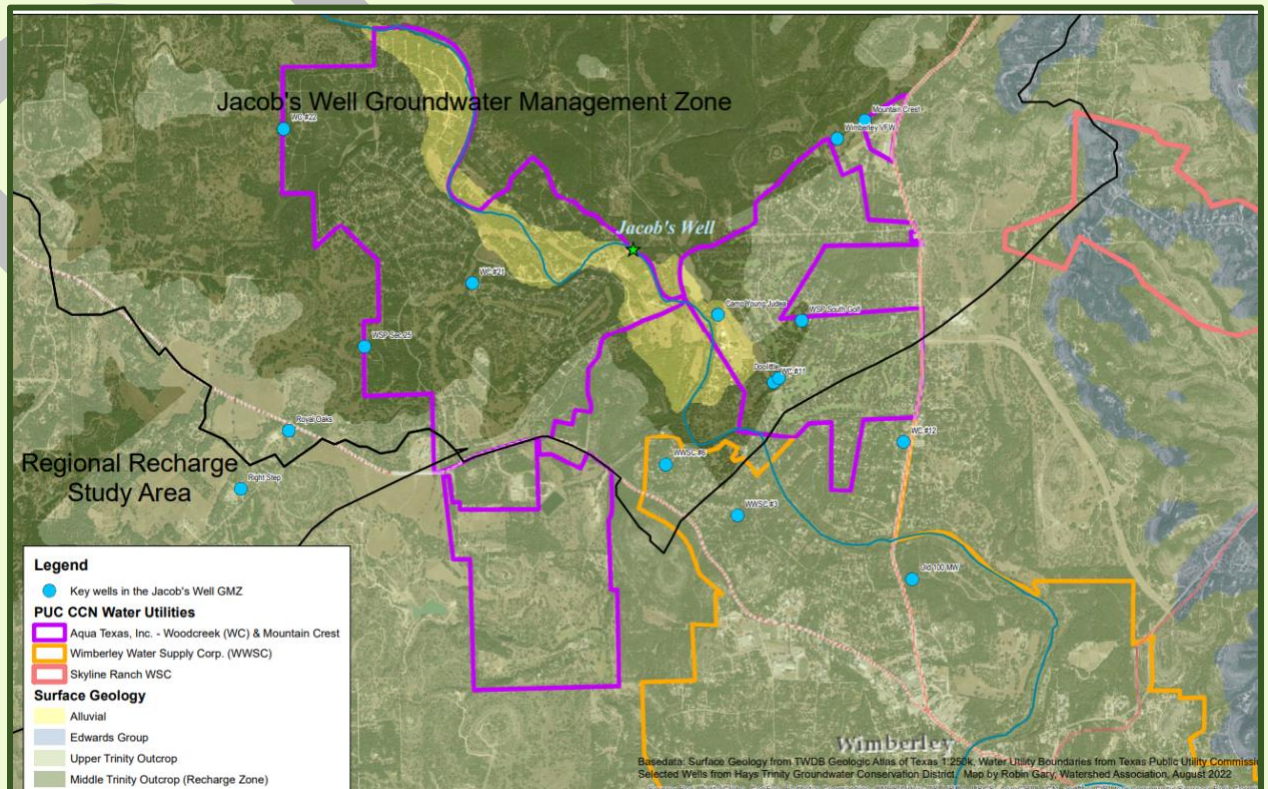 Jacob's Well Groundwater Management Zone
Mountain Crest
WC #22
Wimberley VFW
Jacob's Well
WC #21
Camp Young Judea
WSP South Golf
WSP Sec 25
Doolittle
WC #11
Royal Oaks
WC #12
Regional Recharge
Study Area
WWSC #6
Right Step
WWSC #3
Old 100 MW
Legend
Key wells in the Jacob's Well GMZ
PUC CCN Water Utilities
Aqua Texas, Inc. - Woodcreek (WC) & Mountain Crest
Wimberley Water Supply Corp. (WWSC)
Skyline Ranch WSC
Surface Geology
Alluvial
Edwards Group
Upper Trinity Outcrop
Middle Trinity Outcrop (Recharge Zone)
Wimberley
Basedata: Surface Geology from TWDB Geologic Atlas of Texas 1:250k, Water Utility Boundaries from Texas Public Utility Commissi
Selected Wells from Hays Trinity Groundwater Conservation District. Map by Robin Gary, Watershed Association, August 2022